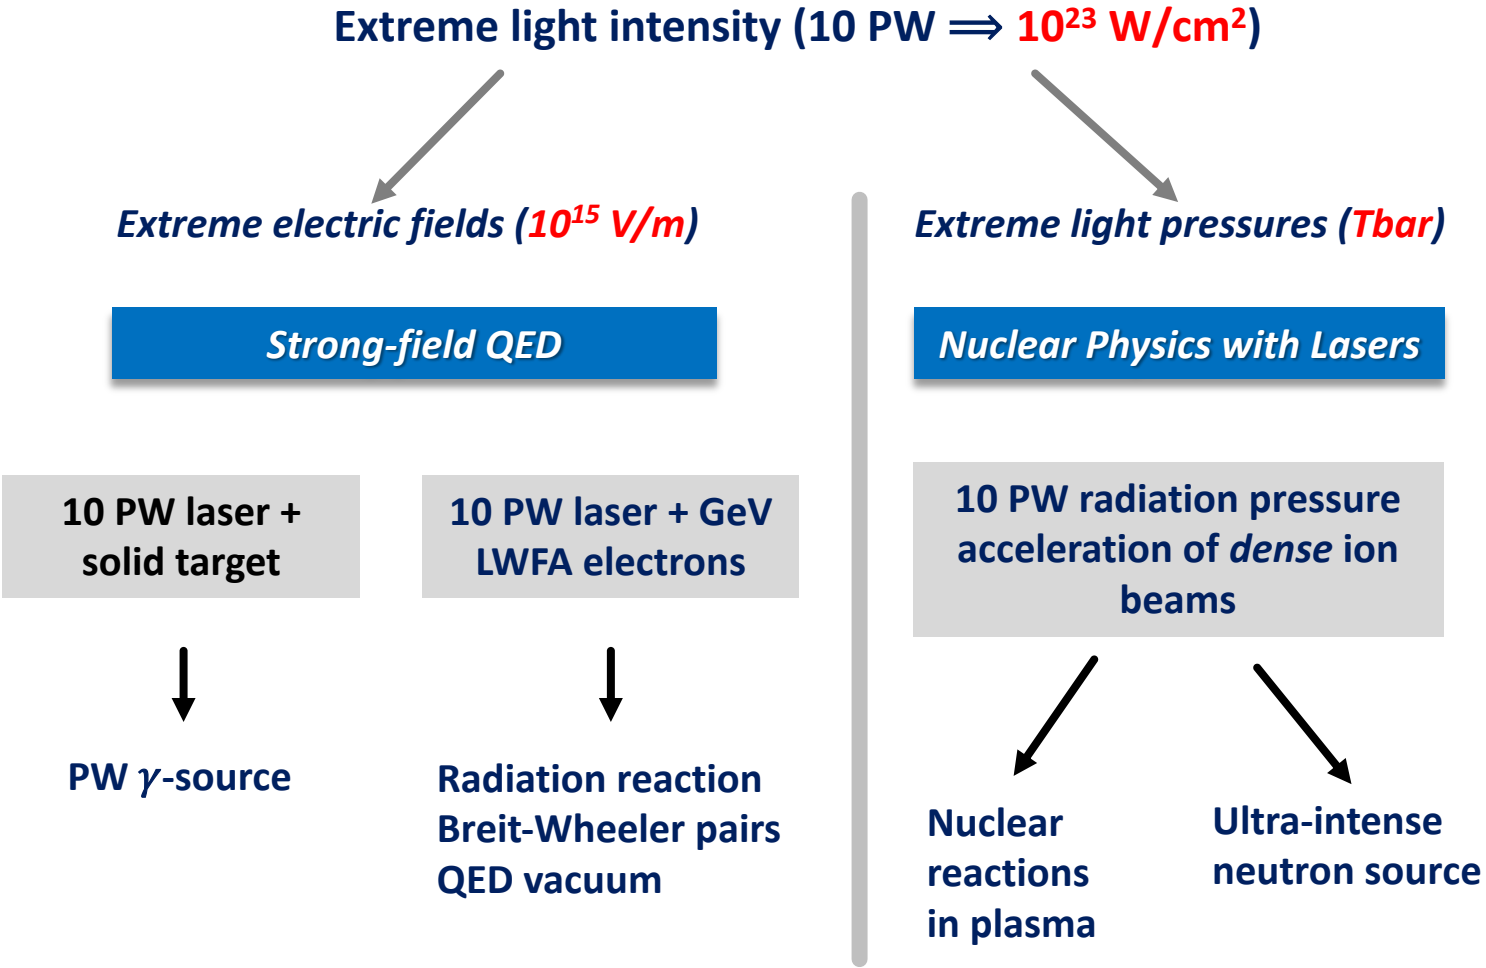 Extreme light intensity (10 PW ⟹ 10²³ W/cm²)
Extreme electric fields (10¹⁵ V/m)
Extreme light pressures (Tbar)
Strong-field QED
Nuclear Physics with Lasers
10 PW laser +
solid target
10 PW laser + GeV
LWFA electrons
10 PW radiation pressure
acceleration of dense ion
beams
PW γ-source
Radiation reaction
Breit-Wheeler pairs
QED vacuum
Nuclear
reactions
in plasma
Ultra-intense
neutron source